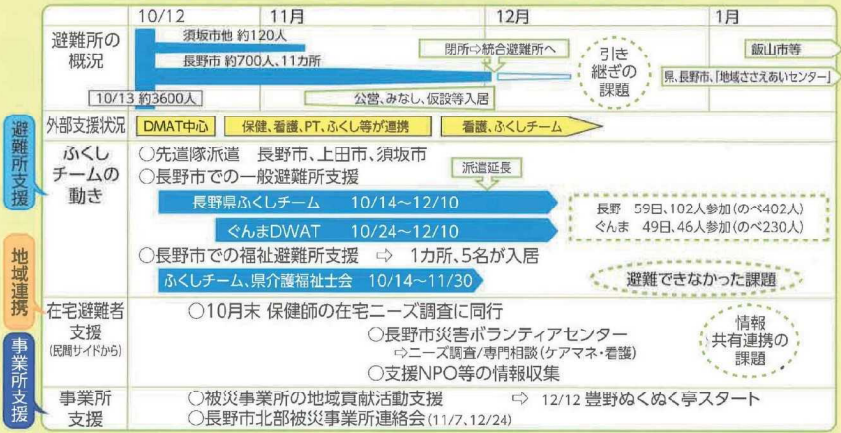 10/12
11月
12月
1月
避難所の
概況
須坂市他 約120人
長野市 約700人、11カ所
10/13 約3600人
閉所⇨統合避難所へ
公営、みなし、仮設等入居
引き
継ぎの
課題
飯山市等
県、長野市、「地域ささえあいセンター」
避難所支援
外部支援状況
DMAT中心
保健、看護、PT、ふくし等が連携
看護、ふくしチーム
ふくし
チームの
動き
○先遣隊派遣 長野市、上田市、須坂市
○長野市での一般避難所支援
派遣延長
長野県ふくしチーム 10/14〜12/10
ぐんまDWAT 10/24〜12/10
長野 59日、102人参加(のべ402人)
ぐんま 49日、46人参加(のべ230人)
○長野市での福祉避難所支援 ⇨ 1カ所、5名が入居
ふくしチーム、県介護福祉士会 10/14〜11/30
避難できなかった課題
地域連携
在宅避難者
支援
(民間サイドから)
○10月末 保健師の在宅ニーズ調査に同行
○長野市災害ボランティアセンター
⇨ニーズ調査/専門相談(ケアマネ・看護)
○支援NPO等の情報収集
情報
共有連携の
課題
事業所支援
事業所
支援
○被災事業所の地域貢献活動支援 ⇨ 12/12 豊野ぬくぬく亭スタート
○長野市北部被災事業所連絡会(11/7、12/24)